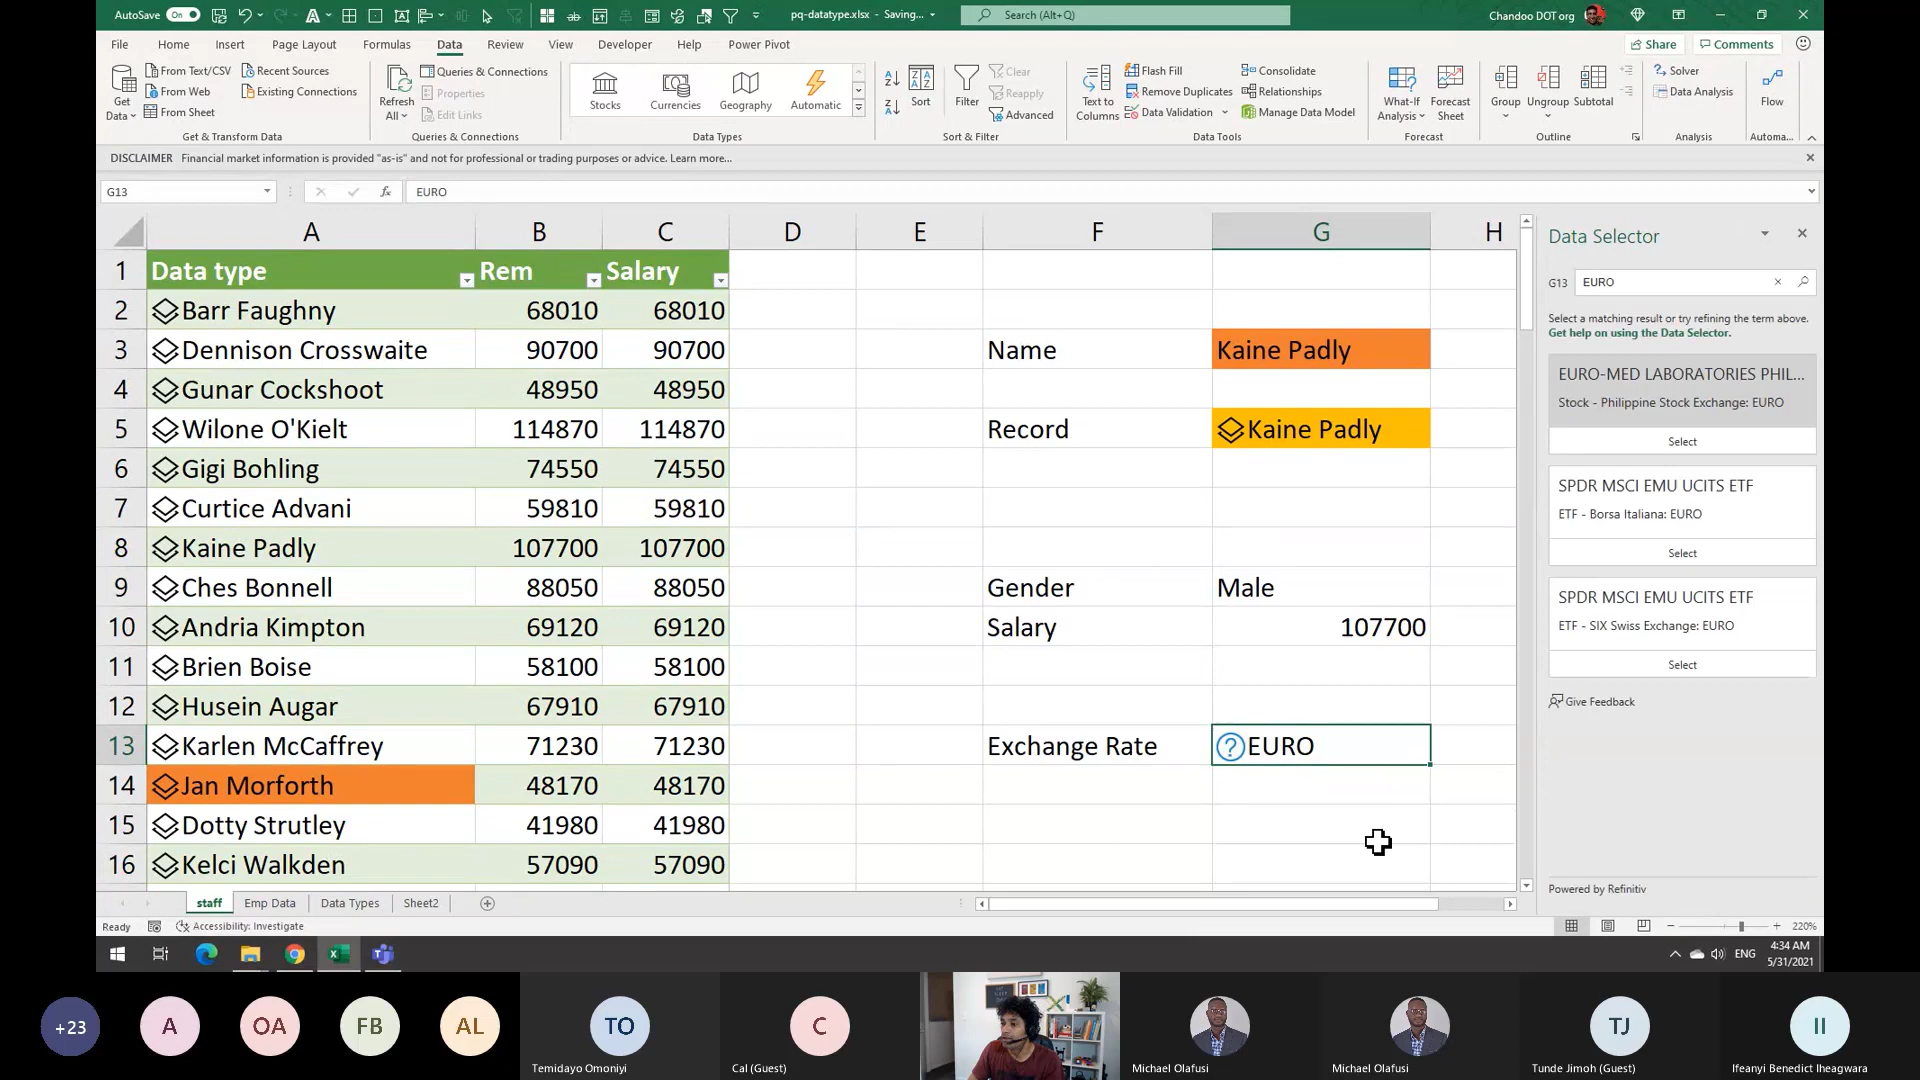 AutoSave On
pq-datatype.xlsx - Saving...
Search (Alt+Q)
Chandoo DOT org
File Home Insert Page Layout Formulas Data Review View Developer Help Power Pivot
Share Comments
Get Data
From Text/CSV
From Web
From Sheet
Recent Sources
Existing Connections
Get & Transform Data
Refresh All
Queries & Connections
Properties
Edit Links
Queries & Connections
Stocks Currencies Geography Automatic
Data Types
Sort
Filter
Clear
Reapply
Advanced
Sort & Filter
Text to Columns
Flash Fill
Remove Duplicates
Data Validation
Consolidate
Relationships
Manage Data Model
Data Tools
What-If Analysis
Forecast Sheet
Forecast
Group Ungroup Subtotal
Outline
Solver
Data Analysis
Analysis
Flow
Automa...
DISCLAIMER Financial market information is provided "as-is" and not for professional or trading purposes or advice. Learn more...
G13 fx EURO
A B C D E F G H
1 Data type Rem Salary
2 Barr Faughny 68010 68010
3 Dennison Crosswaite 90700 90700 Name Kaine Padly
4 Gunar Cockshoot 48950 48950
5 Wilone O'Kielt 114870 114870 Record Kaine Padly
6 Gigi Bohling 74550 74550
7 Curtice Advani 59810 59810
8 Kaine Padly 107700 107700
9 Ches Bonnell 88050 88050 Gender Male
10 Andria Kimpton 69120 69120 Salary 107700
11 Brien Boise 58100 58100
12 Husein Augar 67910 67910
13 Karlen McCaffrey 71230 71230 Exchange Rate ?EURO
14 Jan Morforth 48170 48170
15 Dotty Strutley 41980 41980
16 Kelci Walkden 57090 57090
Data Selector
G13 EURO
Select a matching result or try refining the term above.
Get help on using the Data Selector.
EURO-MED LABORATORIES PHIL...
Stock - Philippine Stock Exchange: EURO
Select
SPDR MSCI EMU UCITS ETF
ETF - Borsa Italiana: EURO
Select
SPDR MSCI EMU UCITS ETF
ETF - SIX Swiss Exchange: EURO
Select
Give Feedback
Powered by Refinitiv
staff Emp Data Data Types Sheet2
Ready Accessibility: Investigate
220%
ENG
4:34 AM
5/31/2021
+23 A OA FB AL TO C TJ II
Temidayo Omoniyi
Cal (Guest)
Michael Olafusi
Michael Olafusi
Tunde Jimoh (Guest)
Ifeanyi Benedict Iheagwara